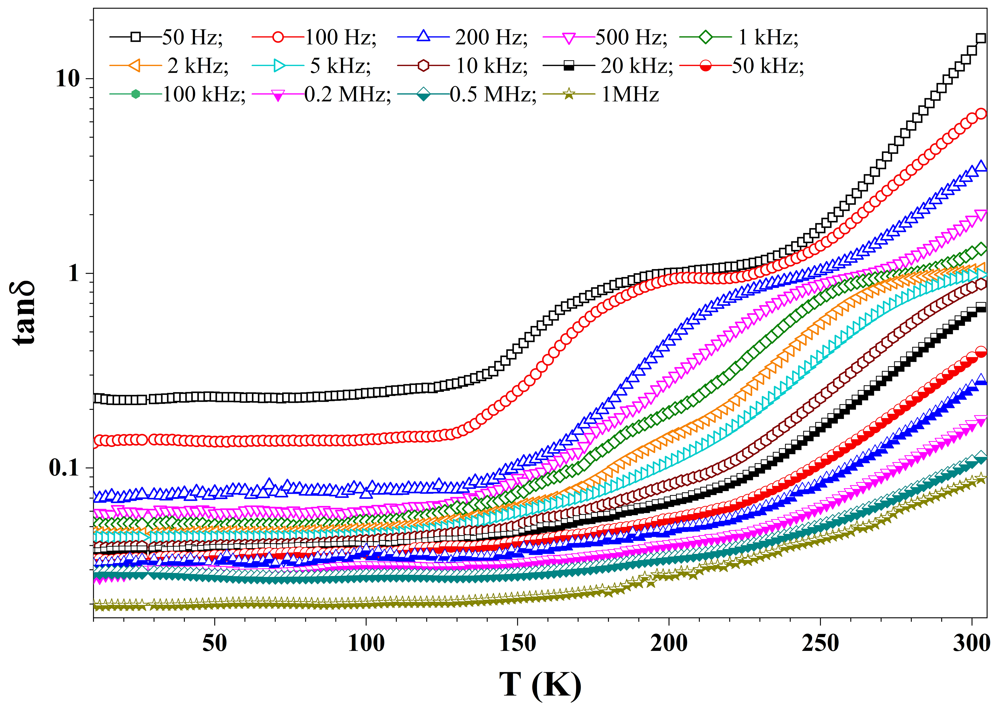 50 Hz; 100 Hz; 200 Hz; 500 Hz; 1 kHz;
2 kHz; 5 kHz; 10 kHz; 20 kHz; 50 kHz;
100 kHz; 0.2 MHz; 0.5 MHz; 1MHz
10
1
0.1
tanδ
50 100 150 200 250 300
T (K)